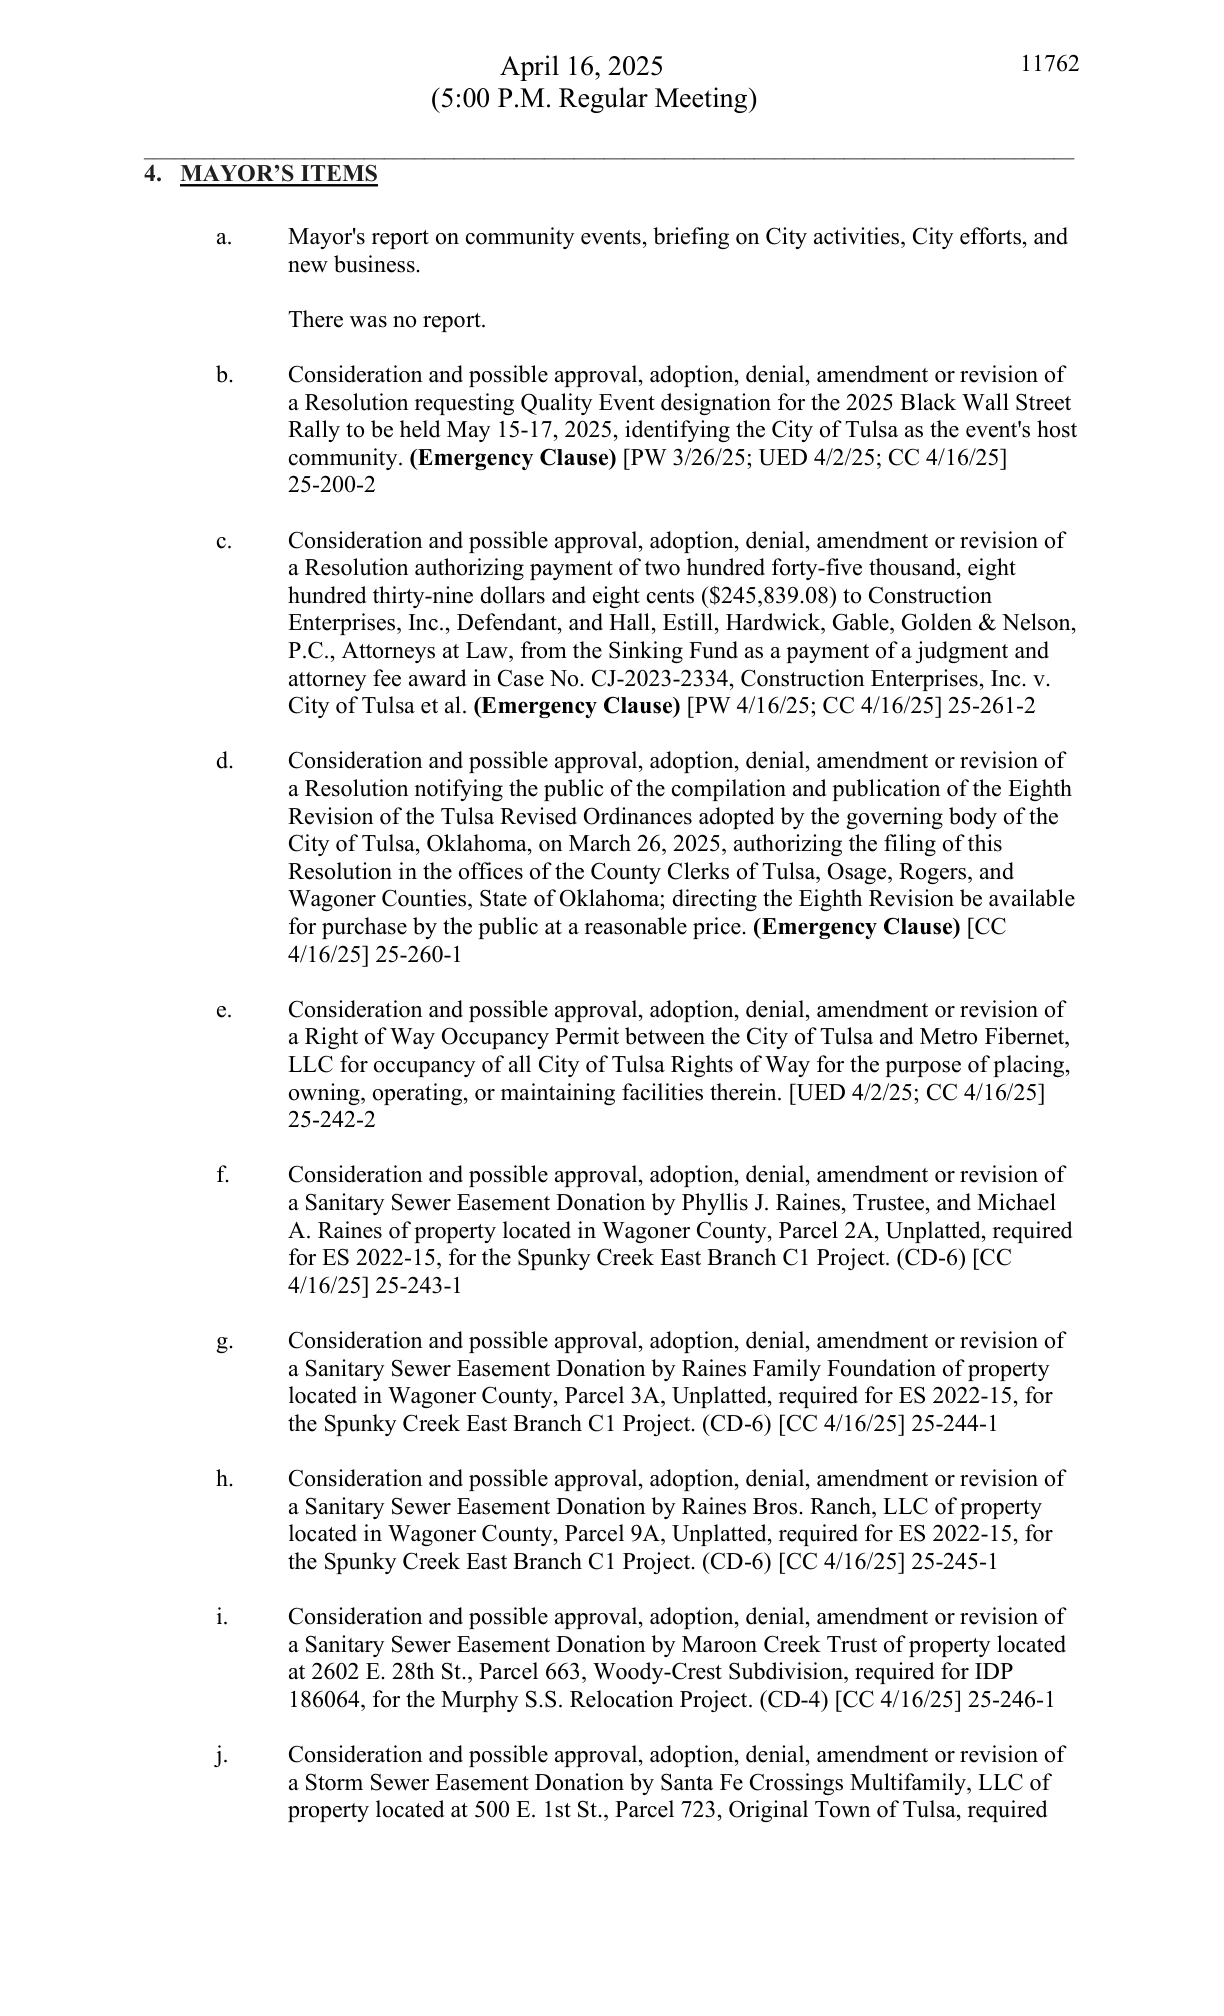 April 16, 2025
11762
(5:00 P.M. Regular Meeting)
4. MAYOR’S ITEMS
a. Mayor's report on community events, briefing on City activities, City efforts, and
new business.
There was no report.
b. Consideration and possible approval, adoption, denial, amendment or revision of
a Resolution requesting Quality Event designation for the 2025 Black Wall Street
Rally to be held May 15-17, 2025, identifying the City of Tulsa as the event's host
community. (Emergency Clause) [PW 3/26/25; UED 4/2/25; CC 4/16/25]
25-200-2
c. Consideration and possible approval, adoption, denial, amendment or revision of
a Resolution authorizing payment of two hundred forty-five thousand, eight
hundred thirty-nine dollars and eight cents ($245,839.08) to Construction
Enterprises, Inc., Defendant, and Hall, Estill, Hardwick, Gable, Golden & Nelson,
P.C., Attorneys at Law, from the Sinking Fund as a payment of a judgment and
attorney fee award in Case No. CJ-2023-2334, Construction Enterprises, Inc. v.
City of Tulsa et al. (Emergency Clause) [PW 4/16/25; CC 4/16/25] 25-261-2
d. Consideration and possible approval, adoption, denial, amendment or revision of
a Resolution notifying the public of the compilation and publication of the Eighth
Revision of the Tulsa Revised Ordinances adopted by the governing body of the
City of Tulsa, Oklahoma, on March 26, 2025, authorizing the filing of this
Resolution in the offices of the County Clerks of Tulsa, Osage, Rogers, and
Wagoner Counties, State of Oklahoma; directing the Eighth Revision be available
for purchase by the public at a reasonable price. (Emergency Clause) [CC
4/16/25] 25-260-1
e. Consideration and possible approval, adoption, denial, amendment or revision of
a Right of Way Occupancy Permit between the City of Tulsa and Metro Fibernet,
LLC for occupancy of all City of Tulsa Rights of Way for the purpose of placing,
owning, operating, or maintaining facilities therein. [UED 4/2/25; CC 4/16/25]
25-242-2
f. Consideration and possible approval, adoption, denial, amendment or revision of
a Sanitary Sewer Easement Donation by Phyllis J. Raines, Trustee, and Michael
A. Raines of property located in Wagoner County, Parcel 2A, Unplatted, required
for ES 2022-15, for the Spunky Creek East Branch C1 Project. (CD-6) [CC
4/16/25] 25-243-1
g. Consideration and possible approval, adoption, denial, amendment or revision of
a Sanitary Sewer Easement Donation by Raines Family Foundation of property
located in Wagoner County, Parcel 3A, Unplatted, required for ES 2022-15, for
the Spunky Creek East Branch C1 Project. (CD-6) [CC 4/16/25] 25-244-1
h. Consideration and possible approval, adoption, denial, amendment or revision of
a Sanitary Sewer Easement Donation by Raines Bros. Ranch, LLC of property
located in Wagoner County, Parcel 9A, Unplatted, required for ES 2022-15, for
the Spunky Creek East Branch C1 Project. (CD-6) [CC 4/16/25] 25-245-1
i. Consideration and possible approval, adoption, denial, amendment or revision of
a Sanitary Sewer Easement Donation by Maroon Creek Trust of property located
at 2602 E. 28th St., Parcel 663, Woody-Crest Subdivision, required for IDP
186064, for the Murphy S.S. Relocation Project. (CD-4) [CC 4/16/25] 25-246-1
j. Consideration and possible approval, adoption, denial, amendment or revision of
a Storm Sewer Easement Donation by Santa Fe Crossings Multifamily, LLC of
property located at 500 E. 1st St., Parcel 723, Original Town of Tulsa, required